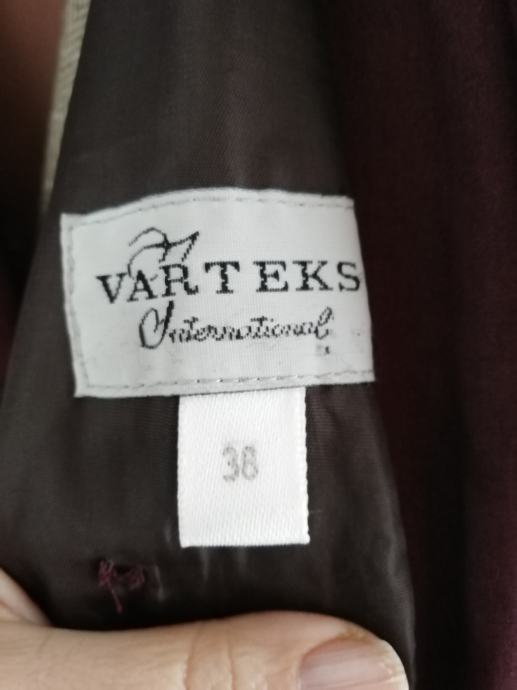 VARTEKS
International
38